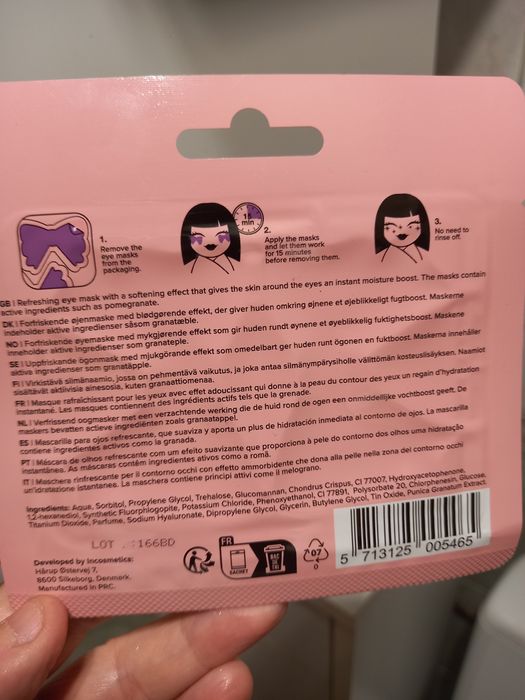 1.
Remove the
eye masks
from the
packaging.
15
min
2.
Apply the masks
and let them work
for 15 minutes
before removing them.
3.
No need to
rinse off.
GB | Refreshing eye mask with a softening effect that gives the skin around the eyes an instant moisture boost. The masks contain
active ingredients such as pomegranate.
DK | Forfriskende øjenmaske med blødgørende effekt, der giver huden omkring øjnene et øjeblikkeligt fugtboost. Maskerne
indeholder aktive ingredienser såsom granatæble.
NO | Forfriskende øyemaske med mykgjørende effekt som gir huden rundt øynene et øyeblikkelig fuktighetsboost. Maskene
inneholder aktive ingredienser som granateple.
SE | Uppfriskande ögonmask med mjukgörande effekt som omedelbart ger huden runt ögonen en fuktboost. Maskerna innehåller
aktiva ingredienser som granatäpple.
FI | Virkistävä silmänaamio, jossa on pehmentävä vaikutus, ja joka antaa silmänympärysiholle välittömän kosteuslisäyksen. Naamiot
sisältävät aktiivisia ainesosia, kuten granaattiomenaa.
FR | Masque rafraîchissant pour les yeux avec effet adoucissant qui donne à la peau du contour des yeux un regain d'hydratation
instantané. Les masques contiennent des ingrédients actifs tels que la grenade.
NL | Verfrissend oogmasker met een verzachtende werking die de huid rond de ogen een onmiddellijke vochtboost geeft. De
maskers bevatten actieve ingrediënten zoals granaatappel.
ES | Mascarilla para ojos refrescante, que suaviza y aporta un plus de hidratación inmediata al contorno de ojos. La mascarilla
contiene ingredientes activos como la granada.
PT | Máscara de olhos refrescante com um efeito suavizante que proporciona à pele do contorno dos olhos uma hidratação
instantânea. As máscaras contêm ingredientes ativos como a romã.
IT | Maschera rinfrescante per il contorno occhi con effetto ammorbidente che dona alla pelle nella zona del contorno occhi
un'idratazione istantanea. La maschera contiene principi attivi come il melograno.
Ingredients: Aqua, Sorbitol, Propylene Glycol, Trehalose, Glucomannan, Chondrus Crispus, CI 77007, Hydroxyacetophenone,
1,2-hexanediol, Synthetic Fluorphlogopite, Potassium Chloride, Phenoxyethanol, CI 77891, Polysorbate 20, Chlorphenesin, Glucose,
Titanium Dioxide, Parfume, Sodium Hyaluronate, Dipropylene Glycol, Glycerin, Butylene Glycol, Tin Oxide, Punica Granatum Extract.
LOT : 166BD
Developed by Incosmetics:
Hårup Østervej 7,
8600 Silkeborg, Denmark.
Manufactured in PRC.
FR
SACHET
BAC
DE
TRI
07
0
5 713125 005465